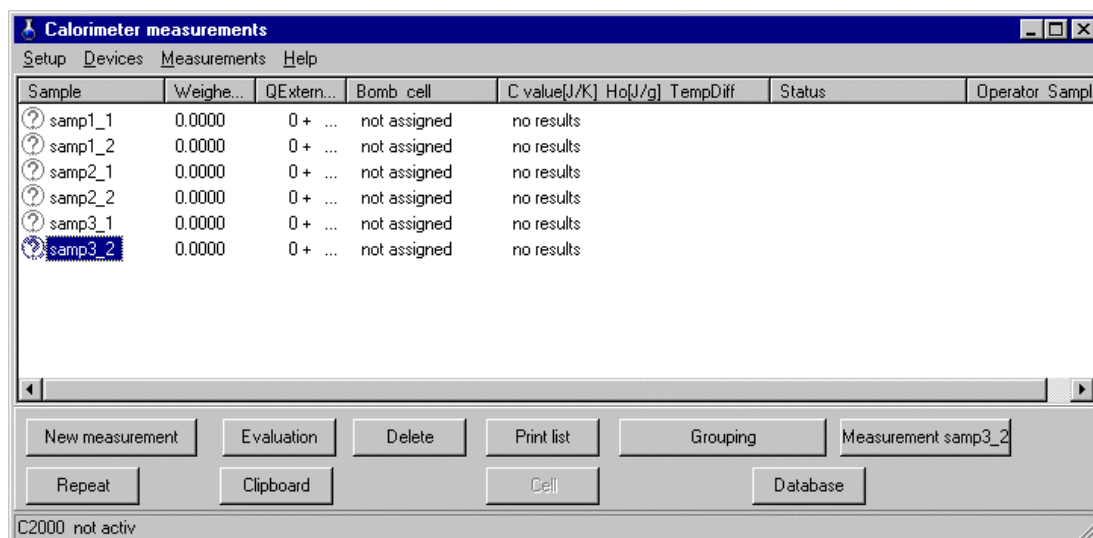 Calorimeter measurements
Setup Devices Measurements Help
Sample Weighe... QExtern... Bomb cell C value[J/K] Ho[J/g] TempDiff Status Operator Sampl
samp1_1 0.0000 0 + ... not assigned no results
samp1_2 0.0000 0 + ... not assigned no results
samp2_1 0.0000 0 + ... not assigned no results
samp2_2 0.0000 0 + ... not assigned no results
samp3_1 0.0000 0 + ... not assigned no results
samp3_2 0.0000 0 + ... not assigned no results
New measurement Evaluation Delete Print list Grouping Measurement samp3_2
Repeat Clipboard Cell Database
C2000 not activ